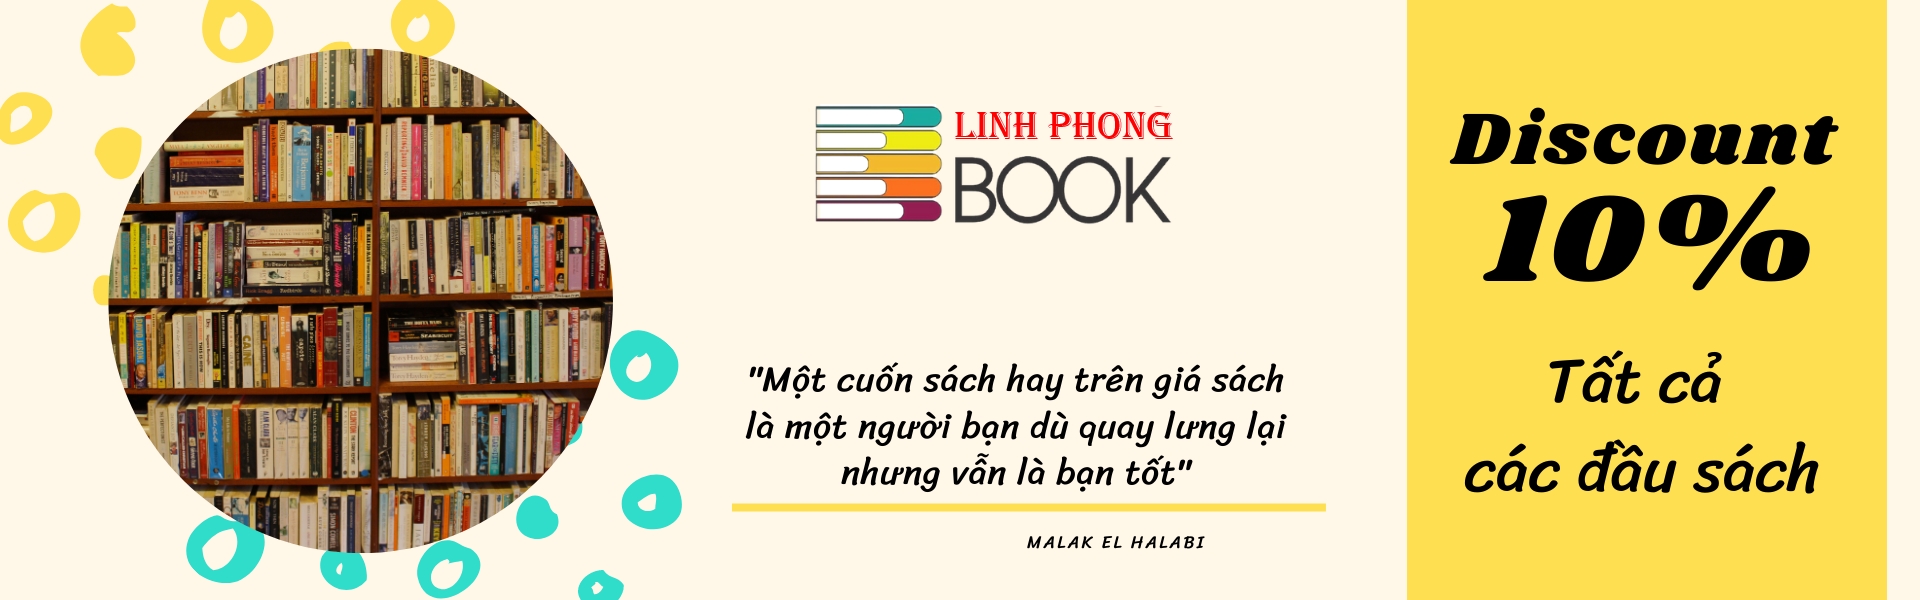 LINH PHONG
BOOK
"Một cuốn sách hay trên giá sách
là một người bạn dù quay lưng lại
nhưng vẫn là bạn tốt"
MALAK EL HALABI
Discount
10%
Tất cả
các đầu sách